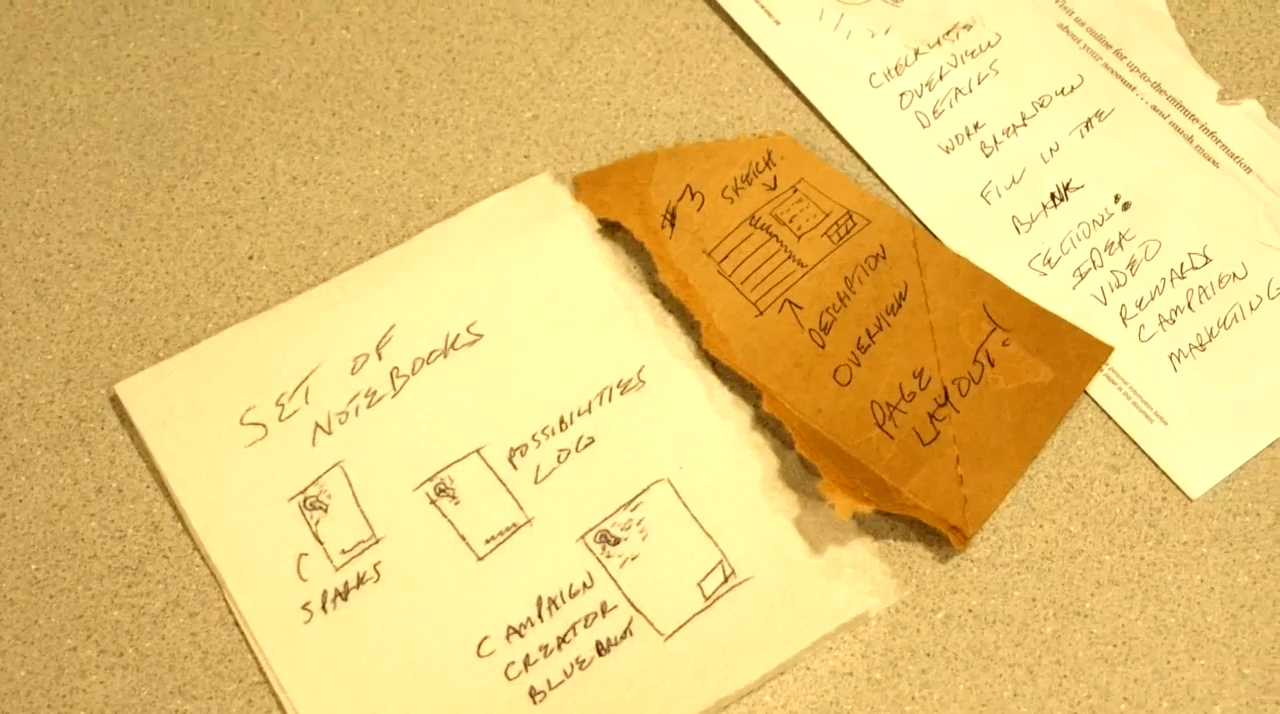 SET OF
NOTEBOOKS
SPARKS
POSSIBILITIES
LOG
CAMPAIGN
CREATOR
BLUEPRINT
#3
SKETCH
OVERVIEW
PAGE
LAYOUT!
CHECKLISTS
OVERVIEW
DETAILS
WORK
BREAKDOWN
FILL IN THE
BLANK
SECTIONS:
IDEA
VIDEO
REWARDS
CAMPAIGN
MARKETING
Visit us online for up-to-the-minute information
about your account... and much more.